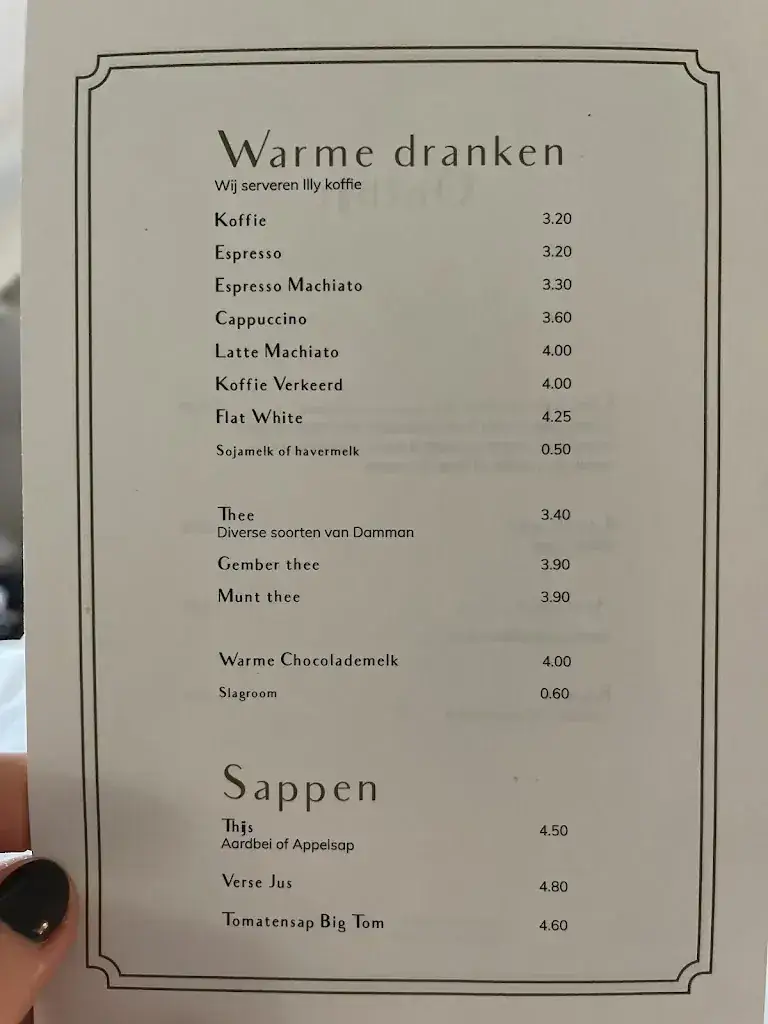 Warme dranken
Wij serveren Illy koffie
Koffie 3.20
Espresso 3.20
Espresso Machiato 3.30
Cappuccino 3.60
Latte Machiato 4.00
Koffie Verkeerd 4.00
Flat White 4.25
Sojamelk of havermelk 0.50
Thee 3.40
Diverse soorten van Damman
Gember thee 3.90
Munt thee 3.90
Warme Chocolademelk 4.00
Slagroom 0.60
Sappen
Thijs 4.50
Aardbei of Appelsap
Verse Jus 4.80
Tomatensap Big Tom 4.60